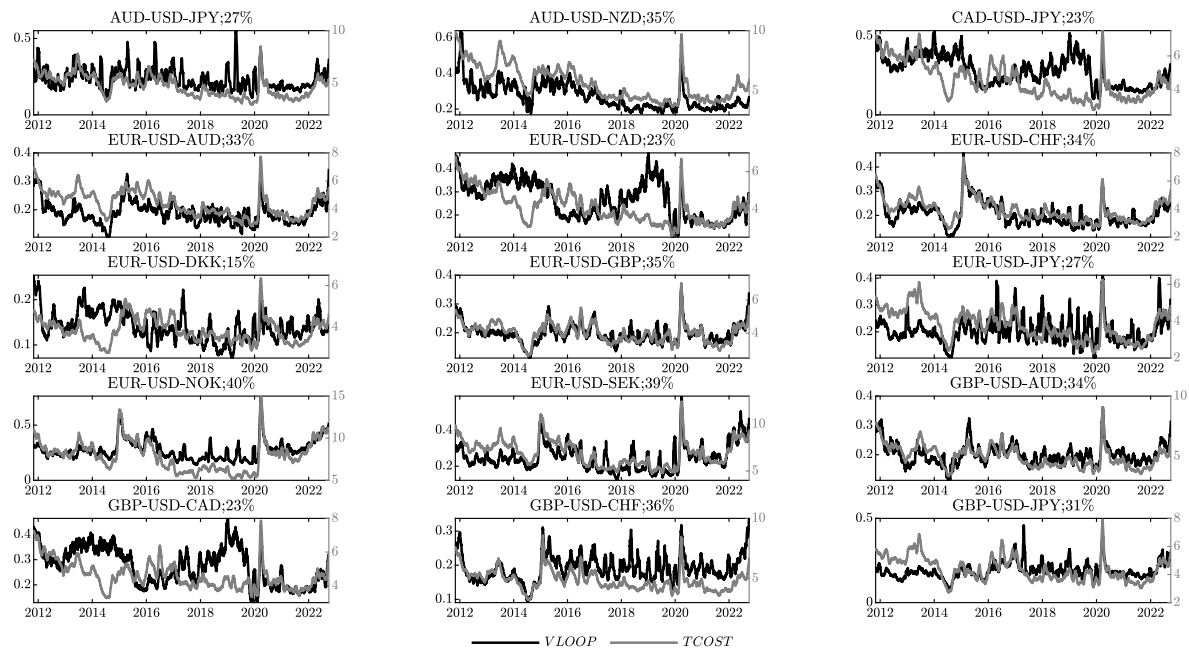 AUD-USD-JPY;27%
AUD-USD-NZD;35%
CAD-USD-JPY;23%
0.5
0
10
5
2012 2014 2016 2018 2020 2022
0.6
0.4
0.2
10
5
2012 2014 2016 2018 2020 2022
0.5
0
6
4
2012 2014 2016 2018 2020 2022
EUR-USD-AUD;33%
EUR-USD-CAD;23%
EUR-USD-CHF;34%
0.4
0.3
0.2
8
6
4
2
2012 2014 2016 2018 2020 2022
0.4
0.3
0.2
6
4
2012 2014 2016 2018 2020 2022
0.4
0.3
0.2
8
6
4
2
2012 2014 2016 2018 2020 2022
EUR-USD-DKK;15%
EUR-USD-GBP;35%
EUR-USD-JPY;27%
0.2
0.1
6
4
2012 2014 2016 2018 2020 2022
0.4
0.3
0.2
6
4
2012 2014 2016 2018 2020 2022
0.4
0.3
0.2
6
4
2
2012 2014 2016 2018 2020 2022
EUR-USD-NOK;40%
EUR-USD-SEK;39%
GBP-USD-AUD;34%
0.5
0
15
10
5
2012 2014 2016 2018 2020 2022
0.4
0.2
10
5
2012 2014 2016 2018 2020 2022
0.4
0.3
0.2
10
5
2012 2014 2016 2018 2020 2022
GBP-USD-CAD;23%
GBP-USD-CHF;36%
GBP-USD-JPY;31%
0.4
0.3
0.2
8
6
4
2012 2014 2016 2018 2020 2022
0.3
0.2
0.1
10
5
2012 2014 2016 2018 2020 2022
0.5
0
8
6
4
2
2012 2014 2016 2018 2020 2022
VLOOP TCOST